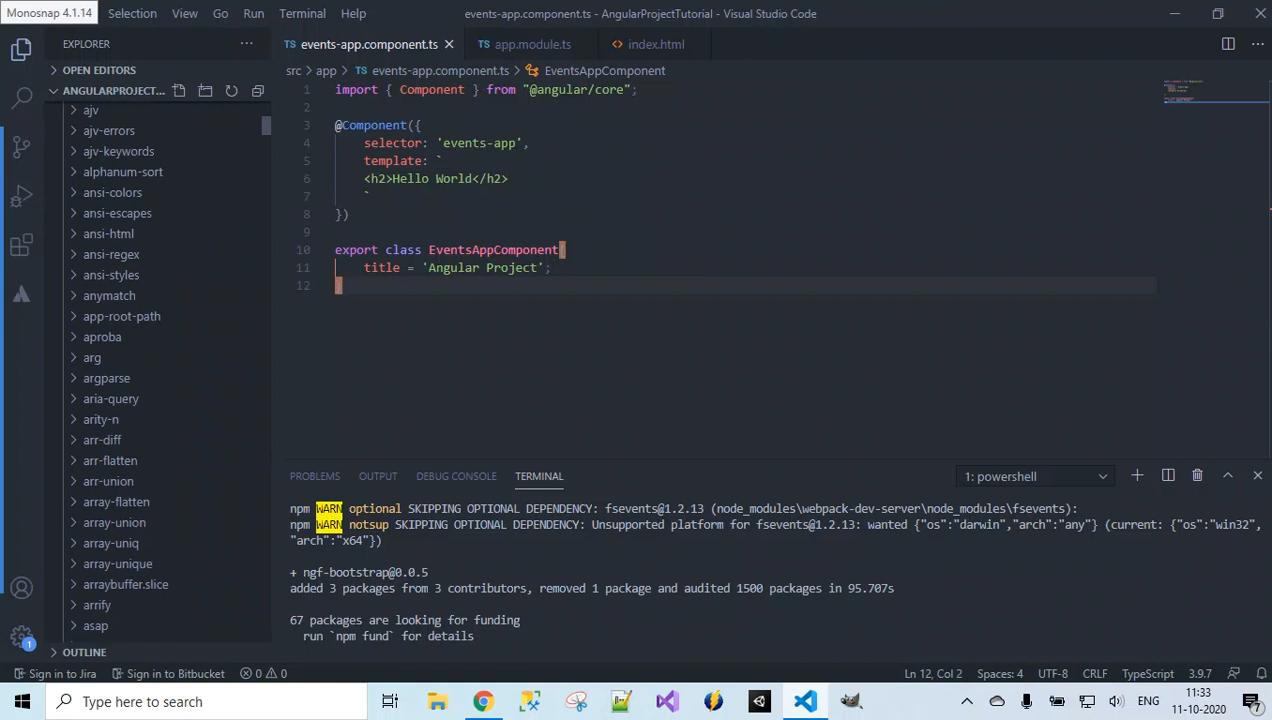 Monosnap 4.1.14 Selection View Go Run Terminal Help events-app.component.ts - AngularProjectTutorial - Visual Studio Code
EXPLORER
OPEN EDITORS
ANGULARPROJECT...
ajv
ajv-errors
ajv-keywords
alphanum-sort
ansi-colors
ansi-escapes
ansi-html
ansi-regex
ansi-styles
anymatch
app-root-path
aproba
arg
argparse
aria-query
arity-n
arr-diff
arr-flatten
arr-union
array-flatten
array-union
array-uniq
array-unique
arraybuffer.slice
arrify
asap
OUTLINE
TS events-app.component.ts TS app.module.ts <> index.html
src > app > TS events-app.component.ts > EventsAppComponent
1 import { Component } from "@angular/core";
2
3 @Component({
4 selector: 'events-app',
5 template: `
6 <h2>Hello World</h2>
7 `
8 })
9
10 export class EventsAppComponent{
11 title = 'Angular Project';
12 }
PROBLEMS OUTPUT DEBUG CONSOLE TERMINAL 1: powershell
npm WARN optional SKIPPING OPTIONAL DEPENDENCY: fsevents@1.2.13 (node_modules\webpack-dev-server\node_modules\fsevents):
npm WARN notsup SKIPPING OPTIONAL DEPENDENCY: Unsupported platform for fsevents@1.2.13: wanted {"os":"darwin","arch":"any"} (current: {"os":"win32",
"arch":"x64"})
+ ngf-bootstrap@0.0.5
added 3 packages from 3 contributors, removed 1 package and audited 1500 packages in 95.707s
67 packages are looking for funding
run `npm fund` for details
1
Sign in to Jira Sign in to Bitbucket 0 0 Ln 12, Col 2 Spaces: 4 UTF-8 CRLF TypeScript 3.9.7
Type here to search ENG 11:33
11-10-2020 7